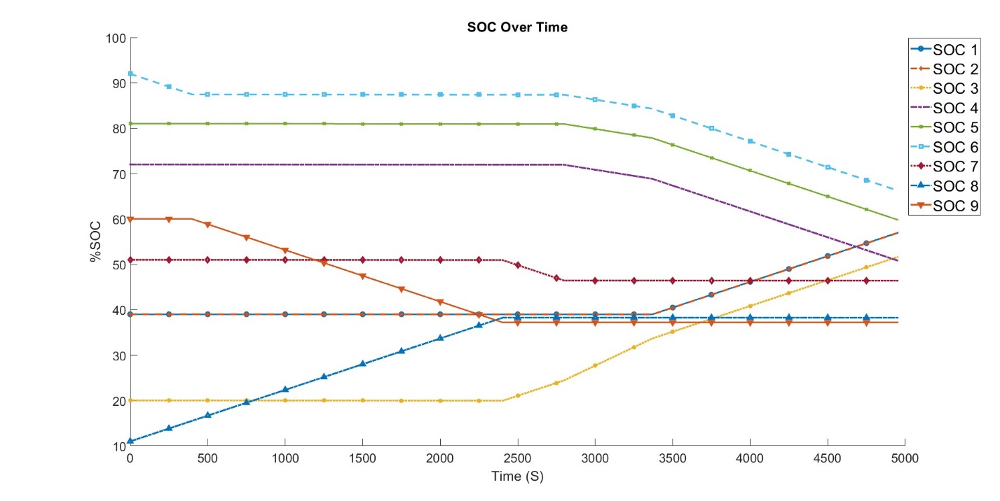 SOC Over Time
100
90
80
70
60
50
40
30
20
10
%SOC
0 500 1000 1500 2000 2500 3000 3500 4000 4500 5000
Time (S)
SOC 1
SOC 2
SOC 3
SOC 4
SOC 5
SOC 6
SOC 7
SOC 8
SOC 9